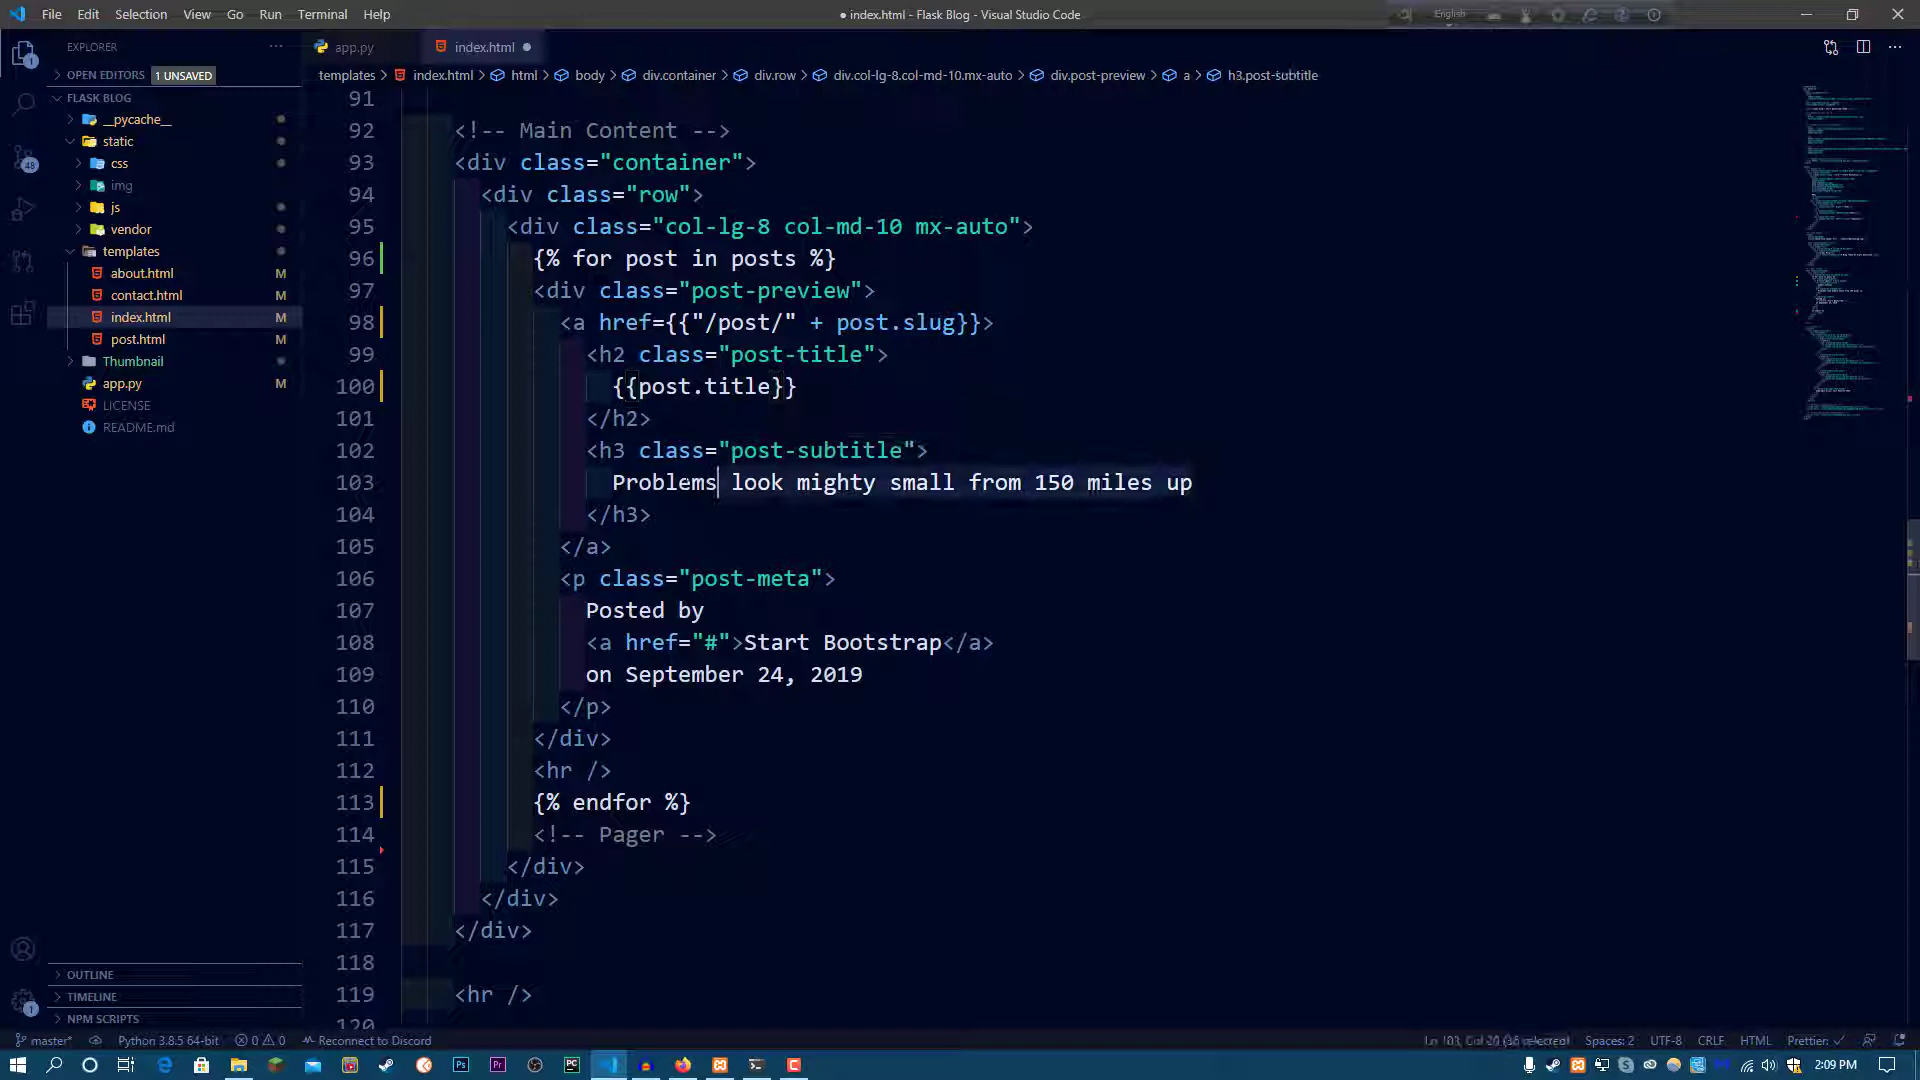 File Edit Selection View Go Run Terminal Help
● index.html - Flask Blog - Visual Studio Code
English
EXPLORER
app.py
index.html
OPEN EDITORS 1 UNSAVED
templates > index.html > html > body > div.container > div.row > div.col-lg-8.col-md-10.mx-auto > div.post-preview > a > h3.post-subtitle
FLASK BLOG
__pycache__
static
css
img
js
vendor
templates
about.html M
contact.html M
index.html M
post.html M
Thumbnail
app.py M
LICENSE
README.md
OUTLINE
TIMELINE
NPM SCRIPTS
91
92 <!-- Main Content -->
93 <div class="container">
94 <div class="row">
95 <div class="col-lg-8 col-md-10 mx-auto">
96 {% for post in posts %}
97 <div class="post-preview">
98 <a href={{"/post/" + post.slug}}>
99 <h2 class="post-title">
100 {{post.title}}
101 </h2>
102 <h3 class="post-subtitle">
103 Problems look mighty small from 150 miles up
104 </h3>
105 </a>
106 <p class="post-meta">
107 Posted by
108 <a href="#">Start Bootstrap</a>
109 on September 24, 2019
110 </p>
111 </div>
112 <hr />
113 {% endfor %}
114 <!-- Pager -->
115 </div>
116 </div>
117 </div>
118
119 <hr />
120
master* Python 3.8.5 64-bit 0 0 Reconnect to Discord
Spaces: 2 UTF-8 CRLF HTML Prettier: ✓
2:09 PM